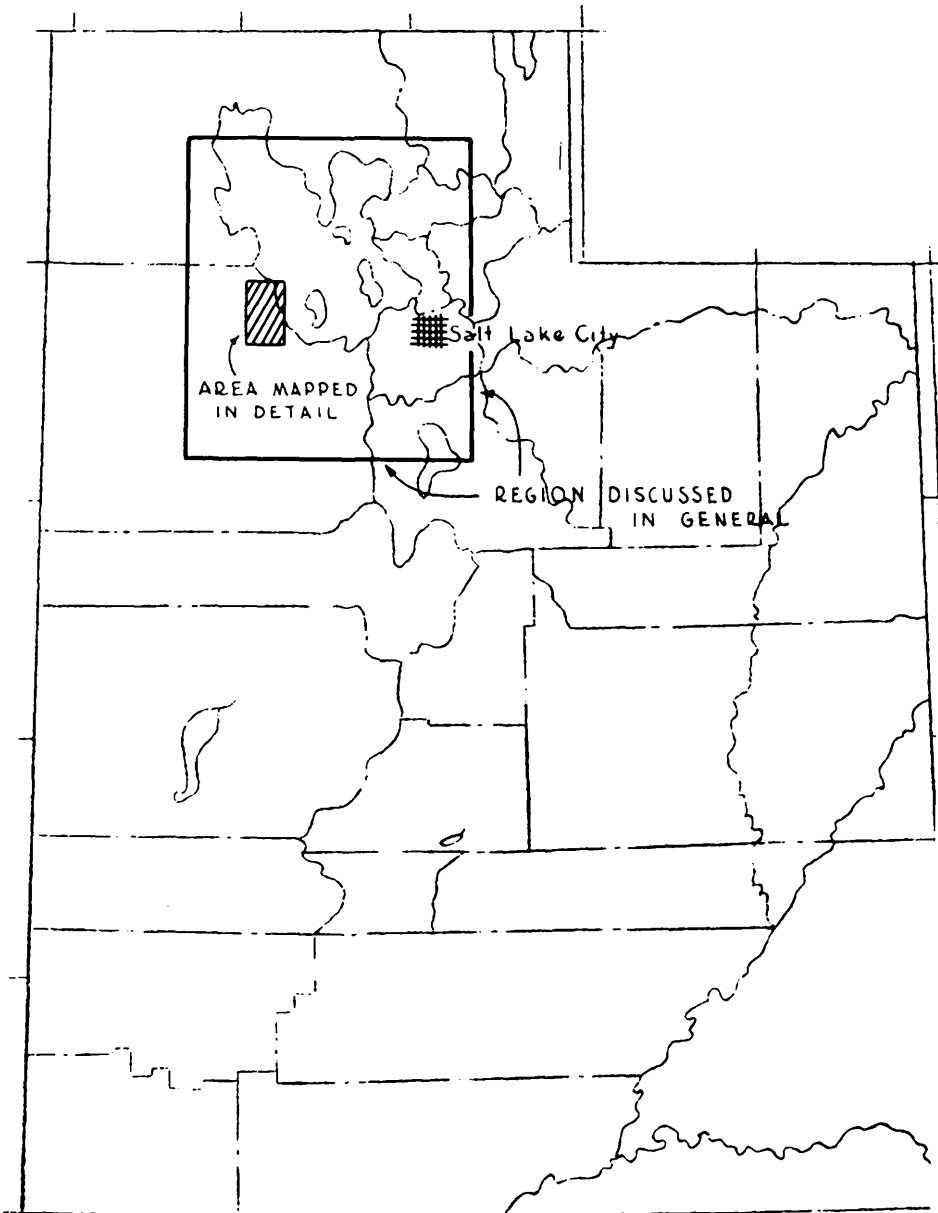 Salt Lake City
AREA MAPPED
IN DETAIL
REGION DISCUSSED
IN GENERAL